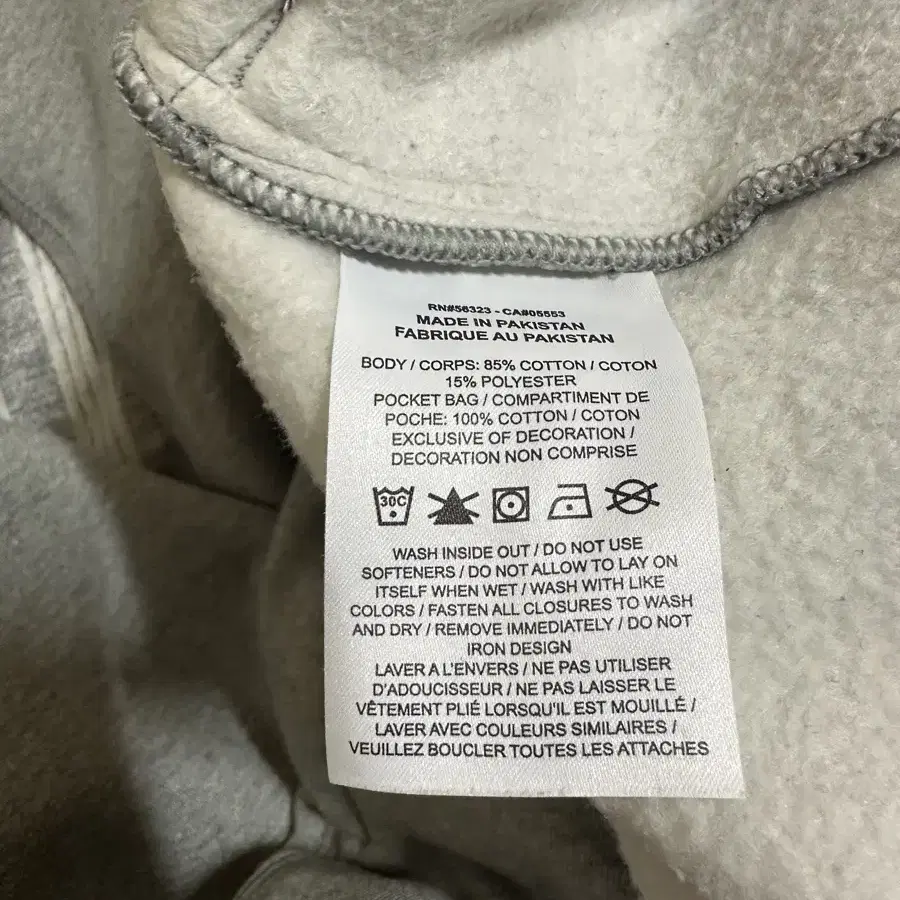 RN#56323 - CA#05553
MADE IN PAKISTAN
FABRIQUE AU PAKISTAN
BODY / CORPS: 85% COTTON / COTON
15% POLYESTER
POCKET BAG / COMPARTIMENT DE
POCHE: 100% COTTON / COTON
EXCLUSIVE OF DECORATION /
DECORATION NON COMPRISE
30C
WASH INSIDE OUT / DO NOT USE
SOFTENERS / DO NOT ALLOW TO LAY ON
ITSELF WHEN WET / WASH WITH LIKE
COLORS / FASTEN ALL CLOSURES TO WASH
AND DRY / REMOVE IMMEDIATELY / DO NOT
IRON DESIGN
LAVER A L'ENVERS / NE PAS UTILISER
D'ADOUCISSEUR / NE PAS LAISSER LE
VÊTEMENT PLIÉ LORSQU'IL EST MOUILLÉ /
LAVER AVEC COULEURS SIMILAIRES /
VEUILLEZ BOUCLER TOUTES LES ATTACHES